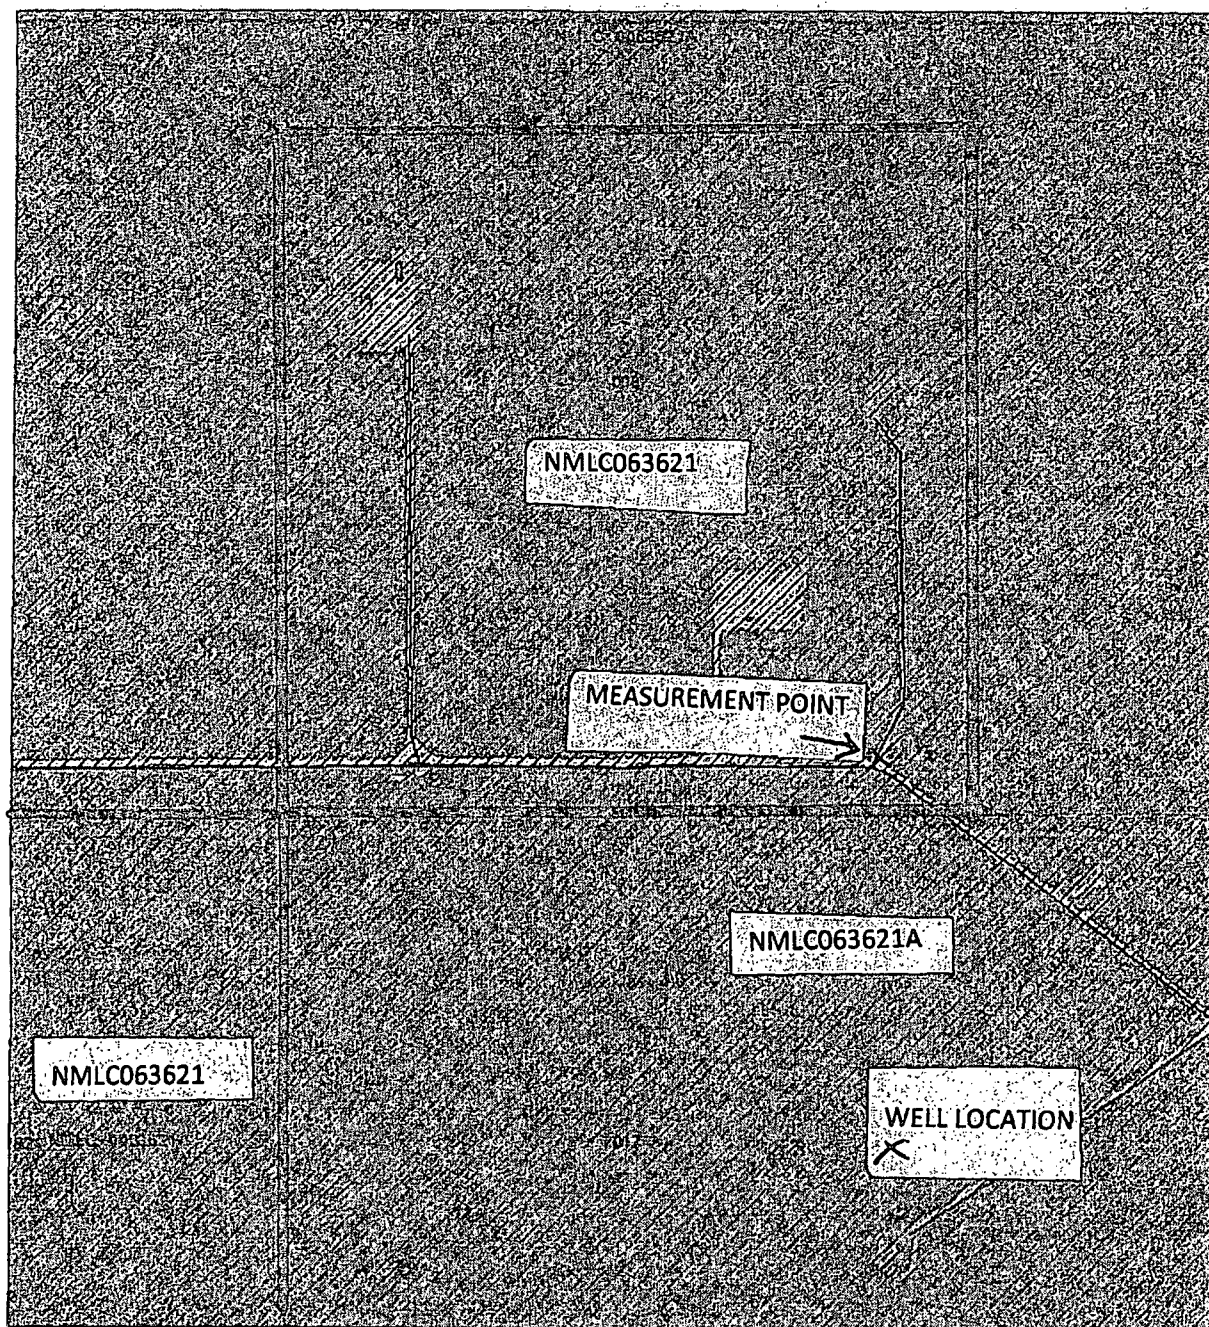 NMLC063621
MEASUREMENT POINT
NMLC063621A
NMLC063621
WELL LOCATION